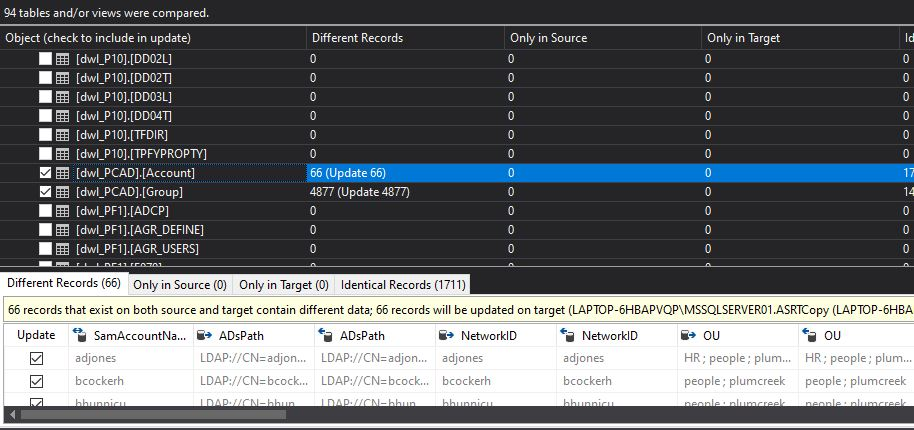 94 tables and/or views were compared.
Object (check to include in update) Different Records Only in Source Only in Target Id
[dwl_P10].[DD02L] 0 0 0 0
[dwl_P10].[DD02T] 0 0 0 0
[dwl_P10].[DD03L] 0 0 0 0
[dwl_P10].[DD04T] 0 0 0 0
[dwl_P10].[TFDIR] 0 0 0 0
[dwl_P10].[TPFYPROPTY] 0 0 0 0
[dwl_PCAD].[Account] 66 (Update 66) 0 0 17
[dwl_PCAD].[Group] 4877 (Update 4877) 0 0 14
[dwl_PF1].[ADCP] 0 0 0 0
[dwl_PF1].[AGR_DEFINE] 0 0 0 0
[dwl_PF1].[AGR_USERS] 0 0 0 0
Different Records (66) Only in Source (0) Only in Target (0) Identical Records (1711)
66 records that exist on both source and target contain different data; 66 records will be updated on target (LAPTOP-6HBAPVQP\MSSQLSERVER01.ASRTCopy (LAPTOP-6HBA
Update SamAccountNa... ADsPath ADsPath NetworkID NetworkID OU OU
adjones LDAP://CN=adjon... LDAP://CN=adjon... adjones adjones HR ; people ; plum... HR ; people ; plum...
bcockerh LDAP://CN=bcock... LDAP://CN=bcock... bcockerh bcockerh people ; plumcreek people ; plumcreek
bhunnicu LDAP://CN=bhun... LDAP://CN=bhun... bhunnicu bhunnicu people ; plumcreek people ; plumcreek